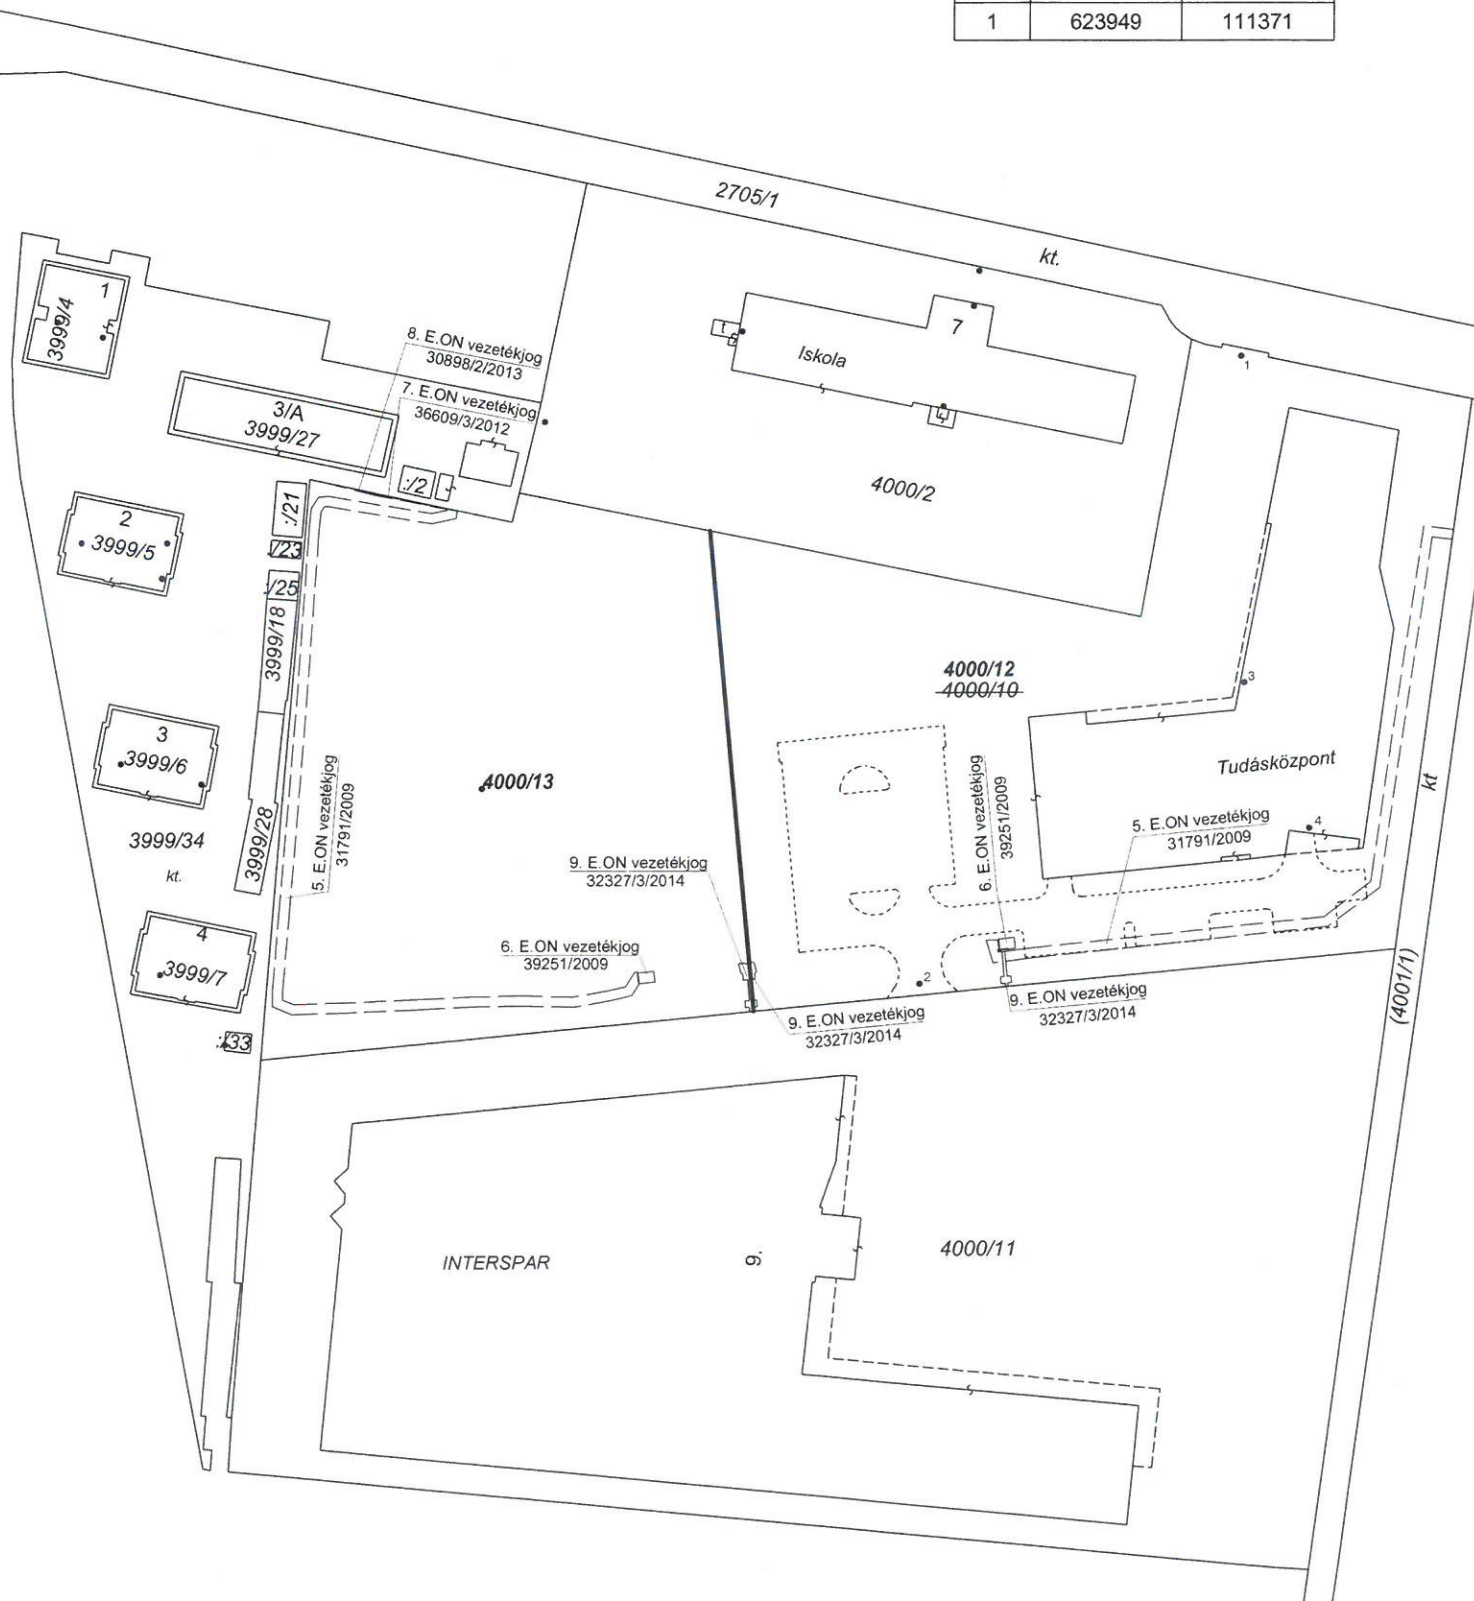 1 623949 111371
2705/1
kt.
1
3999/4
8. E.ON vezetékjog
30898/2/2013
7. E.ON vezetékjog
36609/3/2012
3/A
3999/27
t
Iskola
7
1
:/2
4000/2
:/21
2
3999/5
:/23
:/25
3999/18
4000/12
4000/10
3
3
3999/6
4000/13
Tudásközpont
kt
5. E.ON vezetékjog
31791/2009
6. E.ON vezetékjog
39251/2009
5. E.ON vezetékjog
31791/2009
4
3999/34
kt.
3999/28
9. E.ON vezetékjog
32327/3/2014
4
3999/7
6. E.ON vezetékjog
39251/2009
2
(4001/1)
9. E.ON vezetékjog
32327/3/2014
9. E.ON vezetékjog
32327/3/2014
:/33
INTERSPAR
9.
4000/11